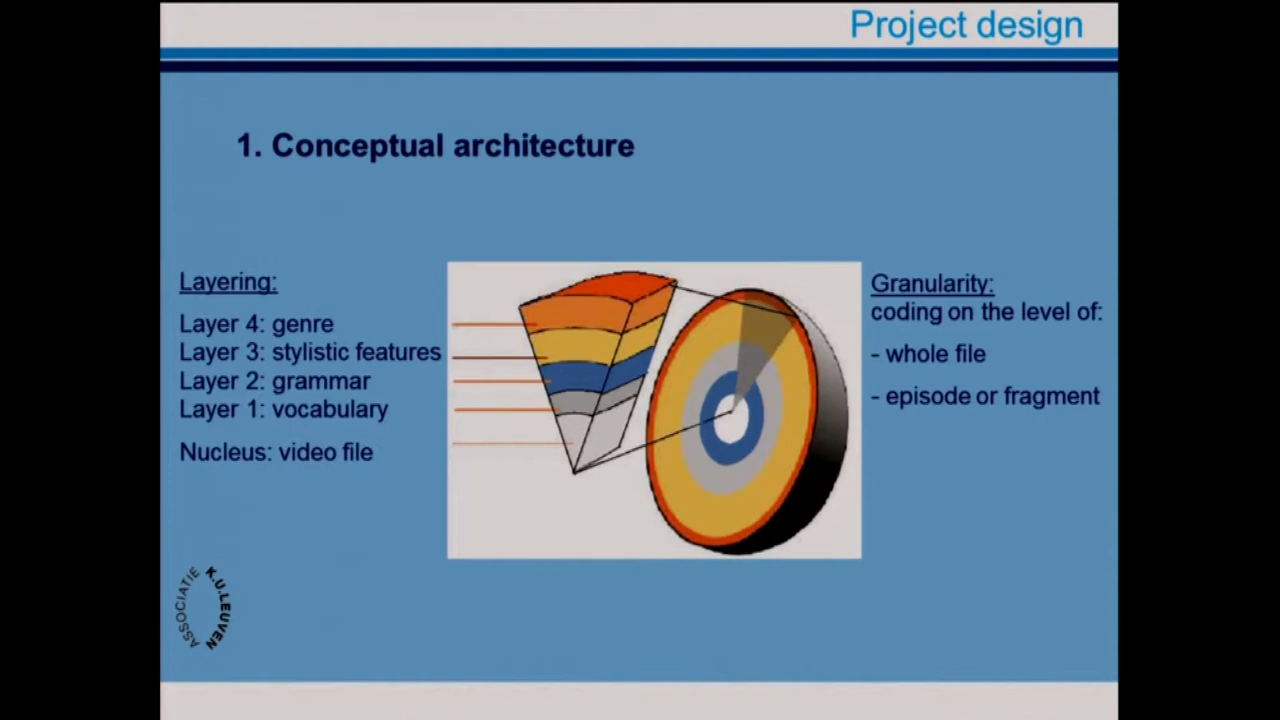 Project design
1. Conceptual architecture
Layering:
Layer 4: genre
Layer 3: stylistic features
Layer 2: grammar
Layer 1: vocabulary
Nucleus: video file
Granularity:
coding on the level of:
- whole file
- episode or fragment
ASSOCIATIE
K.U.LEUVEN